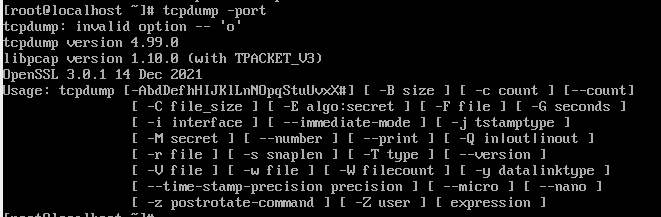 [root@localhost ~]# tcpdump -port
tcpdump: invalid option -- 'o'
tcpdump version 4.99.0
libpcap version 1.10.0 (with TPACKET_V3)
OpenSSL 3.0.1 14 Dec 2021
Usage: tcpdump [-AbdDefhHIJKlLnNOpqStuUvxX#] [ -B size ] [ -c count ] [--count]
[ -C file_size ] [ -E algo:secret ] [ -F file ] [ -G seconds ]
[ -i interface ] [ --immediate-mode ] [ -j tstamptype ]
[ -M secret ] [ --number ] [ --print ] [ -Q in|out|inout ]
[ -r file ] [ -s snaplen ] [ -T type ] [ --version ]
[ -V file ] [ -w file ] [ -W filecount ] [ -y datalinktype ]
[ --time-stamp-precision precision ] [ --micro ] [ --nano ]
[ -z postrotate-command ] [ -Z user ] [ expression ]